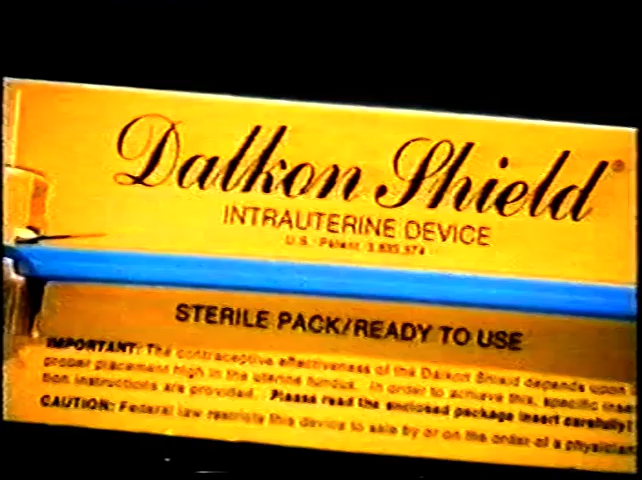 Dalkon Shield®
INTRAUTERINE DEVICE
U.S. Patent 3,635,974
STERILE PACK/READY TO USE
IMPORTANT: The contraceptive effectiveness of the Dalkon Shield depends upon
proper placement high in the uterine fundus. In order to achieve this, specific
tion instructions are provided. Please read the enclosed package insert carefully!
CAUTION: Federal law restricts this device to sale by or on the order of a physician